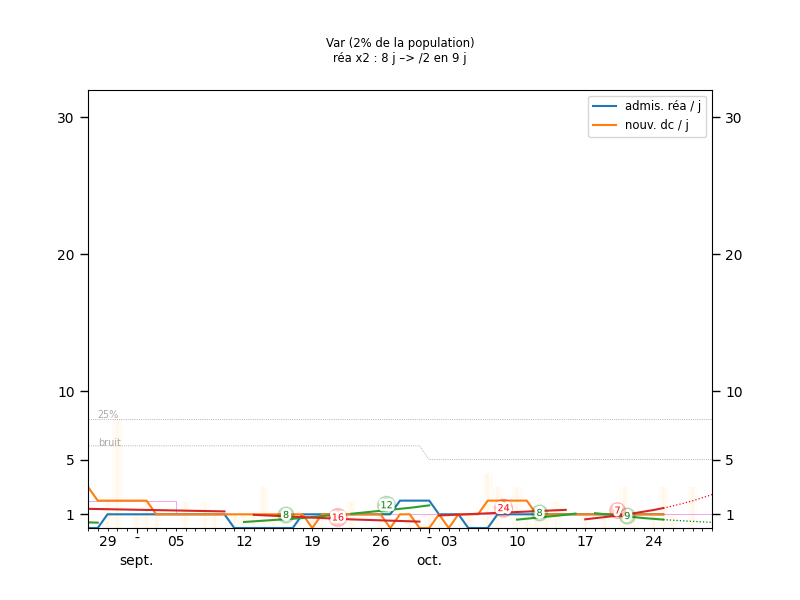 Var (2% de la population)
réa x2 : 8 j –> /2 en 9 j
admis. réa / j
nouv. dc / j
30 30
20 20
10 10
25%
bruit
5 5
1 1
8 16 12 24 8 7 9
29 - 05 12 19 26 - 03 10 17 24
sept. oct.